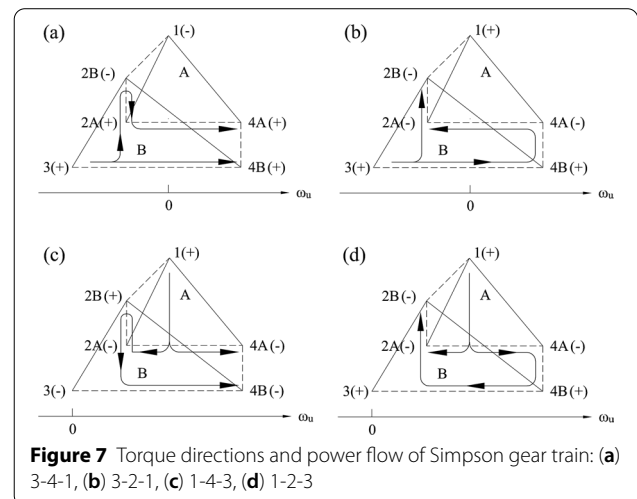 (a)
1(-)
2B(-)
A
2A(+)
4A(+)
B
3(+)
4B(+)
0
ωu
(b)
1(+)
2B(-)
A
2A(-)
4A(-)
B
3(+)
4B(+)
0
ωu
(c)
1(+)
2B(+)
A
2A(-)
4A(-)
B
3(-)
4B(-)
0
ωu
(d)
1(+)
2B(-)
A
2A(-)
4A(-)
B
3(+)
4B(+)
0
ωu
Figure 7 Torque directions and power flow of Simpson gear train: (a)
3-4-1, (b) 3-2-1, (c) 1-4-3, (d) 1-2-3